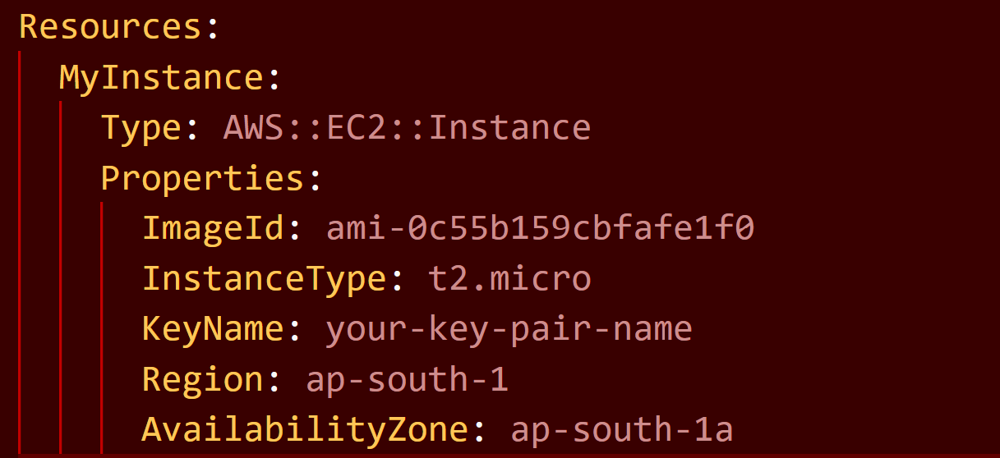 Resources:
MyInstance:
Type: AWS::EC2::Instance
Properties:
ImageId: ami-0c55b159cbfafe1f0
InstanceType: t2.micro
KeyName: your-key-pair-name
Region: ap-south-1
AvailabilityZone: ap-south-1a